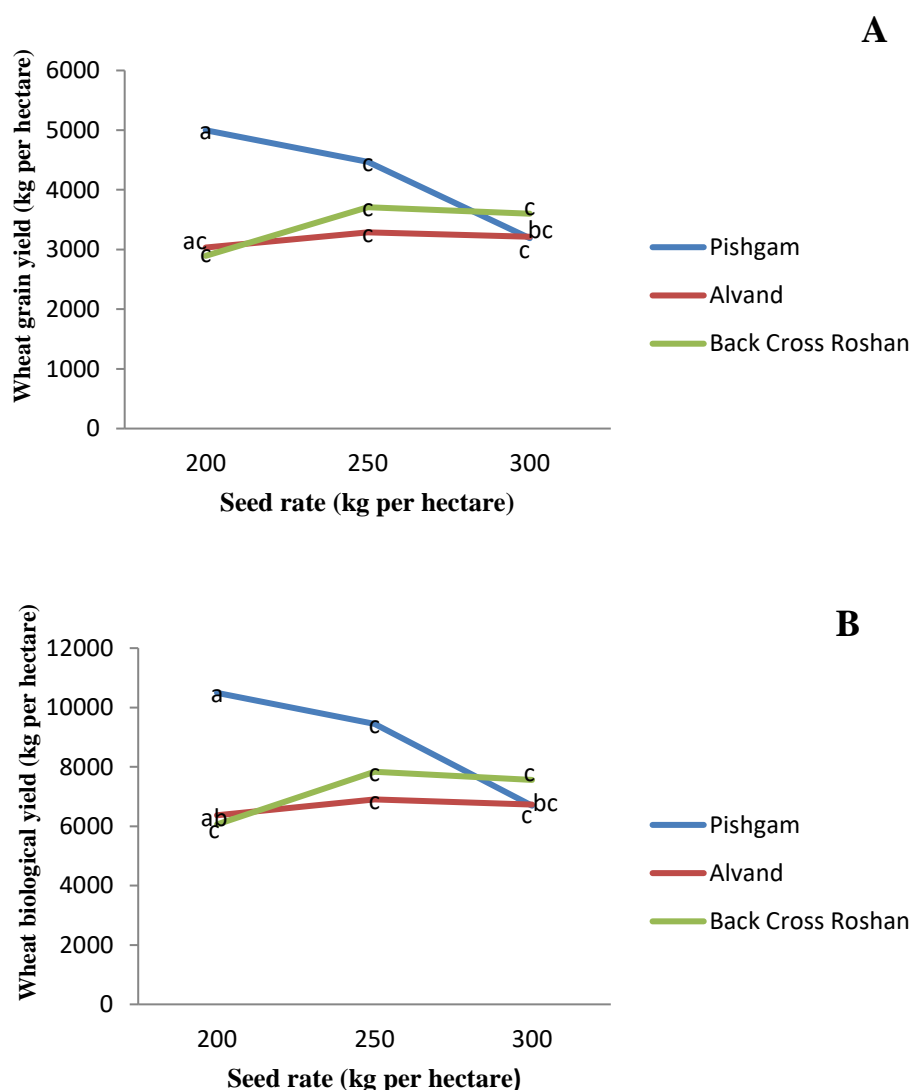 A
Wheat grain yield (kg per hectare)
6000
5000
4000
3000
2000
1000
0
a
c
c
c
ac
c
c
bc
c
200 250 300
Seed rate (kg per hectare)
Pishgam
Alvand
Back Cross Roshan
B
Wheat biological yield (kg per hectare)
12000
10000
8000
6000
4000
2000
0
a
c
c
c
ab
c
c
bc
c
200 250 300
Seed rate (kg per hectare)
Pishgam
Alvand
Back Cross Roshan